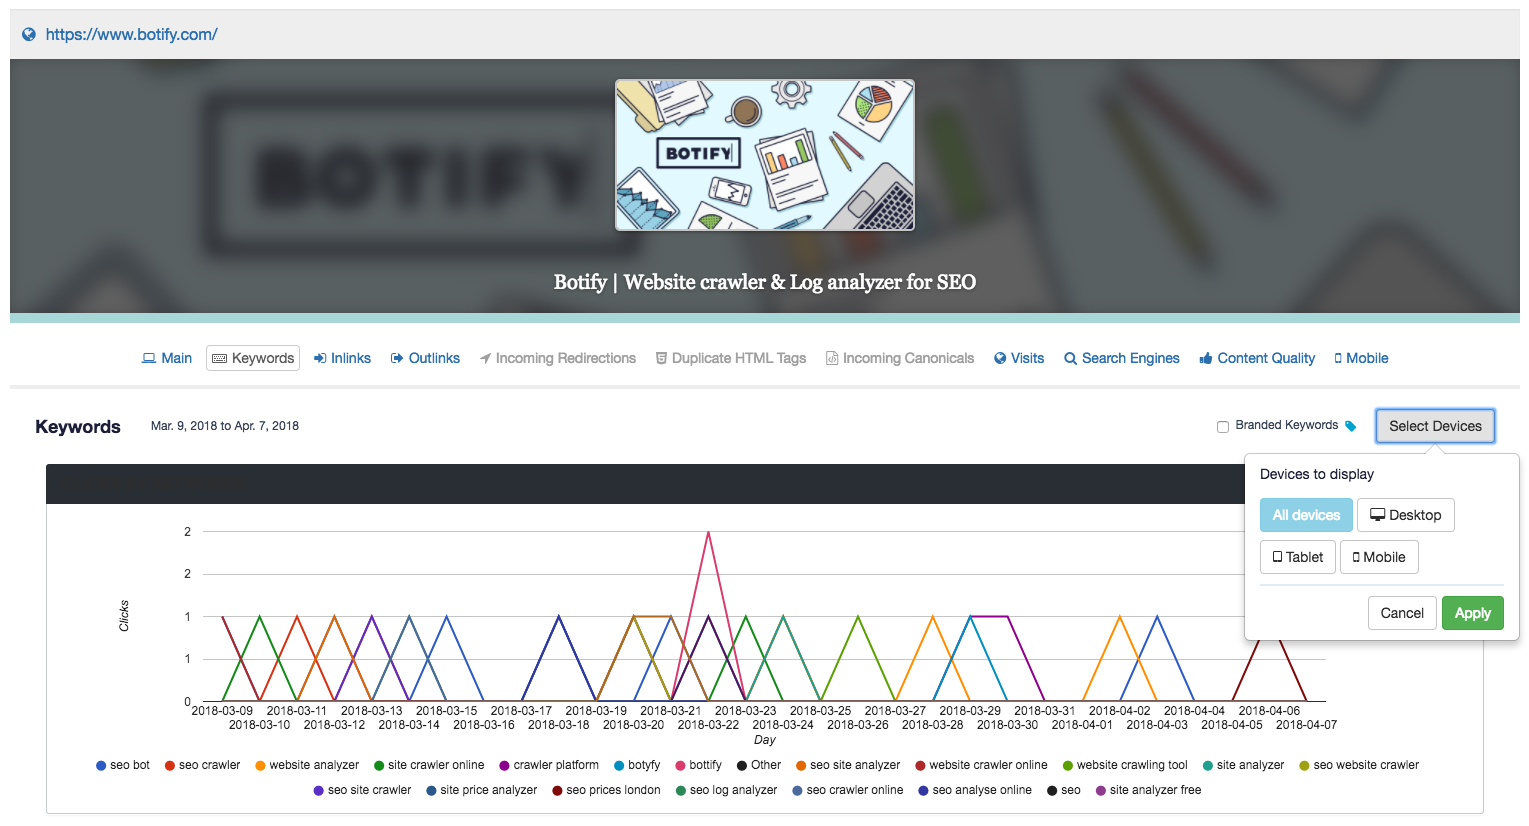 https://www.botify.com/
BOTIFY
BOTIFY
Botify | Website crawler & Log analyzer for SEO
Main Keywords Inlinks Outlinks Incoming Redirections Duplicate HTML Tags Incoming Canonicals Visits Search Engines Content Quality Mobile
Keywords Mar. 9, 2018 to Apr. 7, 2018 Branded Keywords Select Devices
Devices to display
All devices Desktop
Tablet Mobile
Cancel Apply
2
2
1
1
0
Clicks
2018-03-09 2018-03-11 2018-03-13 2018-03-15 2018-03-17 2018-03-19 2018-03-21 2018-03-23 2018-03-25 2018-03-27 2018-03-29 2018-03-31 2018-04-02 2018-04-04 2018-04-06
2018-03-10 2018-03-12 2018-03-14 2018-03-16 2018-03-18 2018-03-20 2018-03-22 2018-03-24 2018-03-26 2018-03-28 2018-03-30 2018-04-01 2018-04-03 2018-04-05 2018-04-07
Day
seo bot seo crawler website analyzer site crawler online crawler platform botyfy bottify Other seo site analyzer website crawler online website crawling tool site analyzer seo website crawler
seo site crawler site price analyzer seo prices london seo log analyzer seo crawler online seo analyse online seo site analyzer free